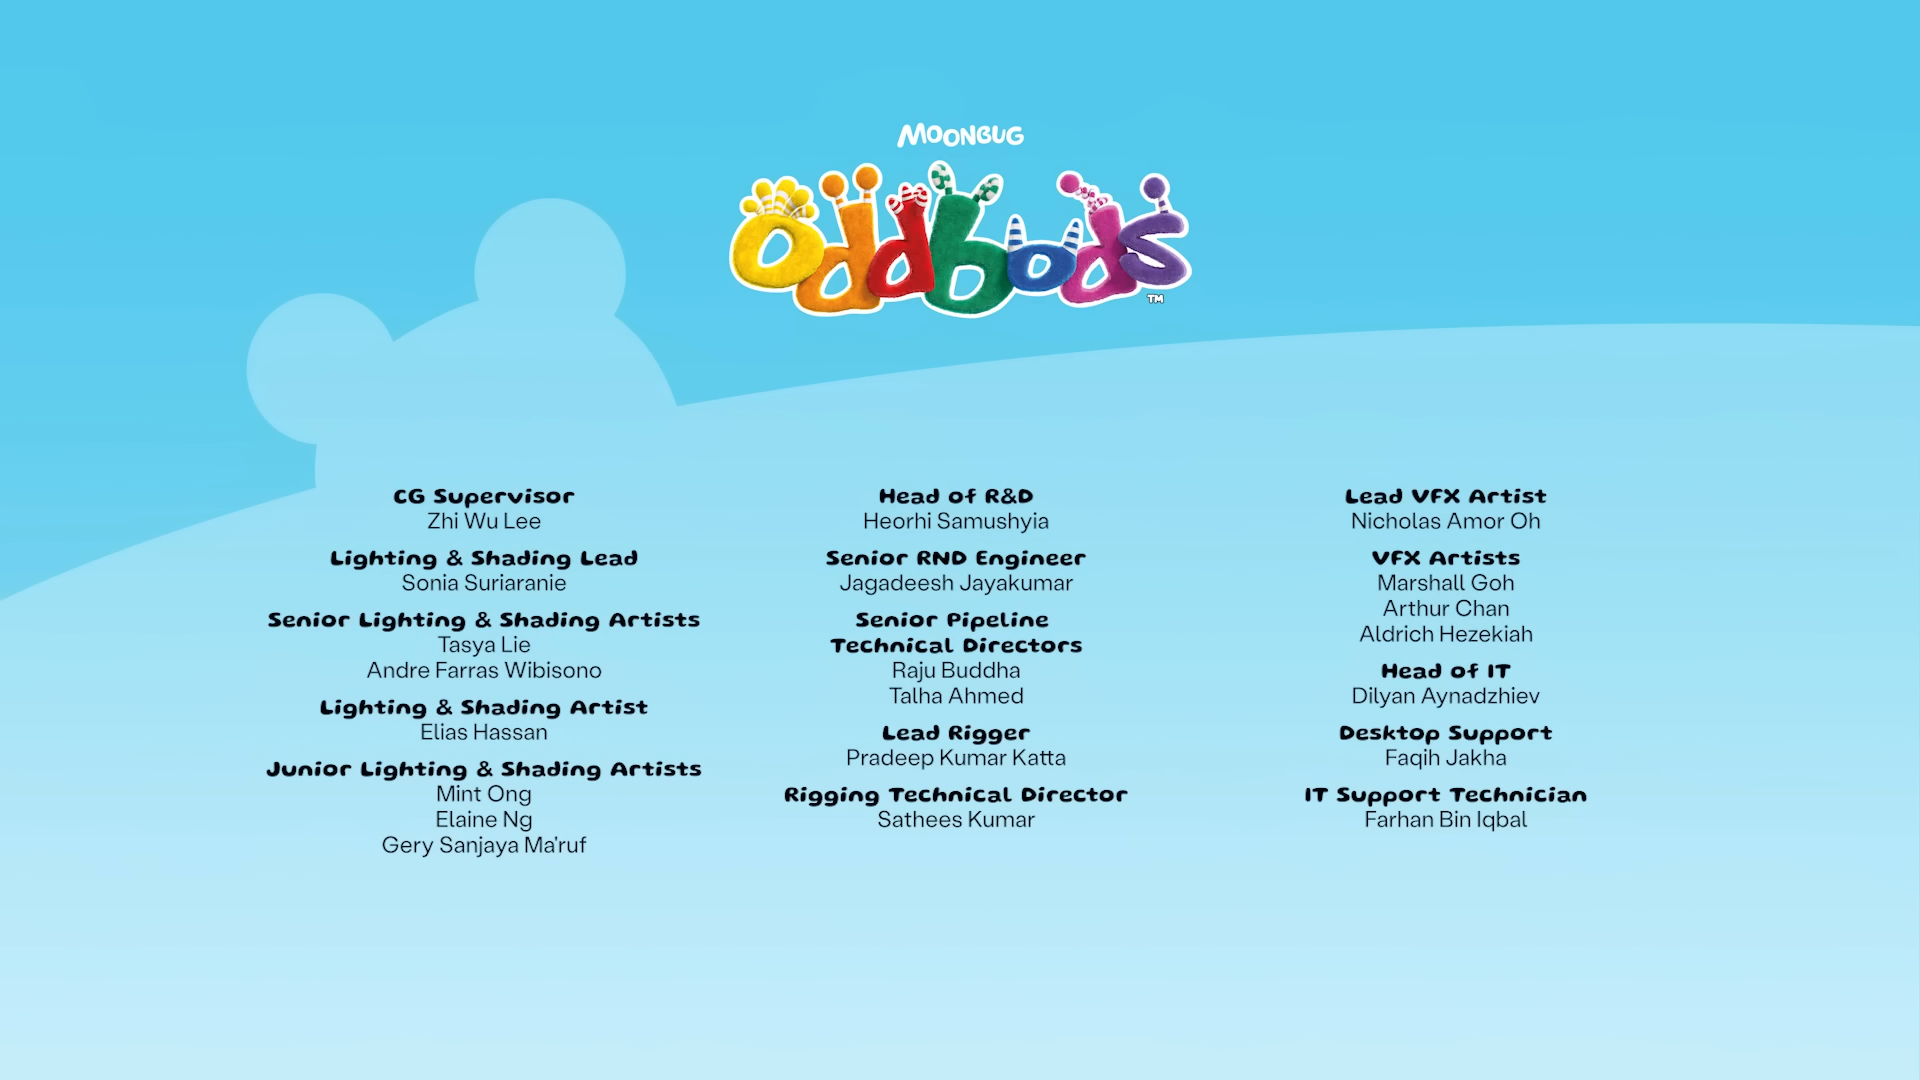 MOONBUG
oddbods
TM
CG Supervisor
Zhi Wu Lee
Lighting & Shading Lead
Sonia Suriaranie
Senior Lighting & Shading Artists
Tasya Lie
Andre Farras Wibisono
Lighting & Shading Artist
Elias Hassan
Junior Lighting & Shading Artists
Mint Ong
Elaine Ng
Gery Sanjaya Ma'ruf
Head of R&D
Heorhi Samushyia
Senior RND Engineer
Jagadeesh Jayakumar
Senior Pipeline
Technical Directors
Raju Buddha
Talha Ahmed
Lead Rigger
Pradeep Kumar Katta
Rigging Technical Director
Sathees Kumar
Lead VFX Artist
Nicholas Amor Oh
VFX Artists
Marshall Goh
Arthur Chan
Aldrich Hezekiah
Head of IT
Dilyan Aynadzhiev
Desktop Support
Faqih Jakha
IT Support Technician
Farhan Bin Iqbal